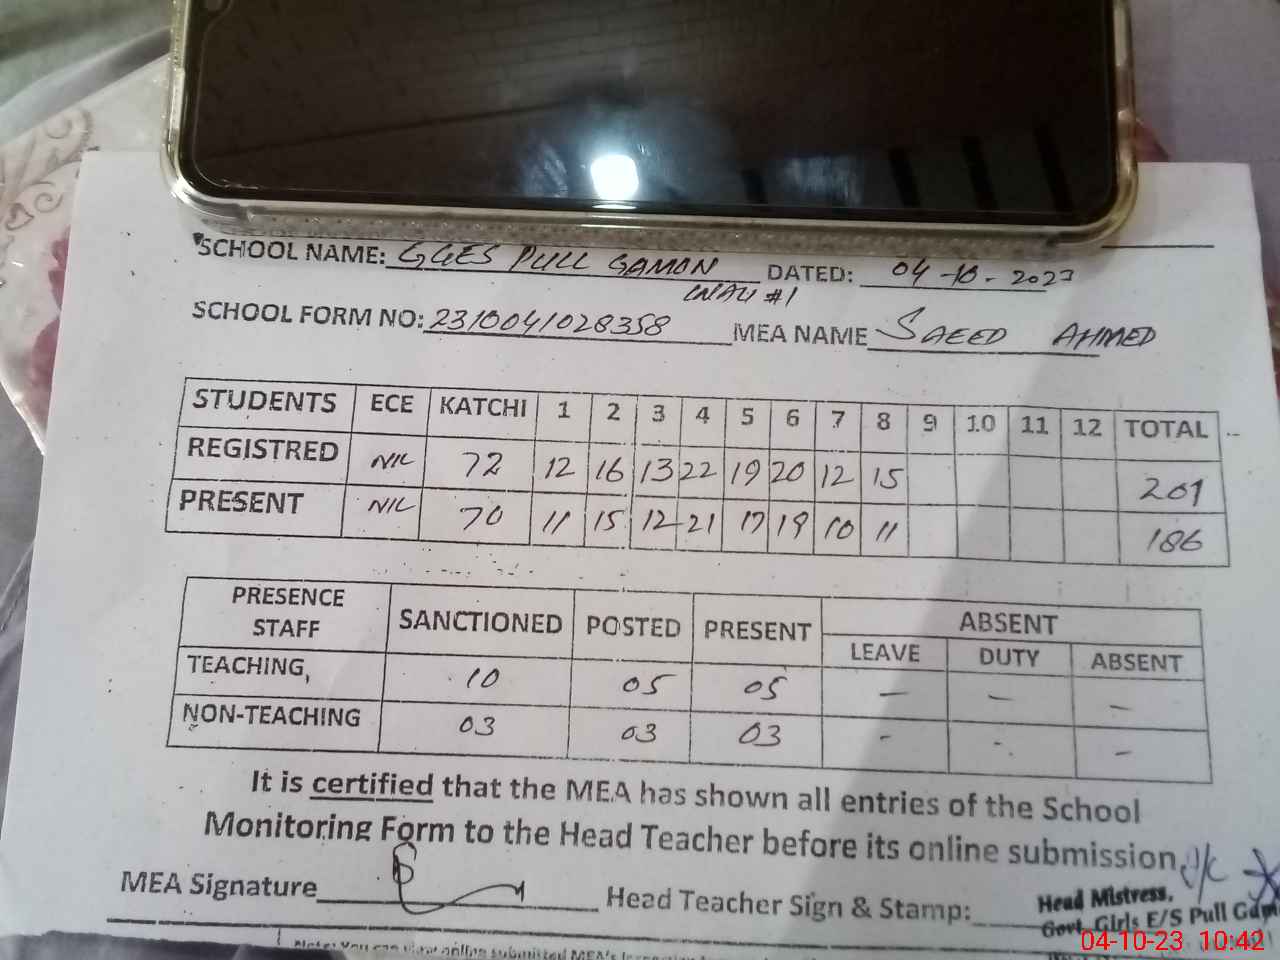 SCHOOL NAME: GGES PULL GAMON DATED: 04-10-2023
#1
SCHOOL FORM NO: 2310041028358 MEA NAME SAEED AHMED
STUDENTS ECE KATCHI 1 2 3 4 5 6 7 8 9 10 11 12 TOTAL
REGISTRED NIL 72 12 16 13 22 19 20 12 15 201
PRESENT NIL 70 11 15 12 21 17 19 10 11 186
PRESENCE STAFF SANCTIONED POSTED PRESENT ABSENT
LEAVE DUTY ABSENT
TEACHING, 10 05 05 — — —
NON-TEACHING 03 03 03 - - —
It is certified that the MEA has shown all entries of the School
Monitoring Form to the Head Teacher before its online submission
MEA Signature Head Teacher Sign & Stamp:
Head Mistress,
Govt. Girls E/S Pull
04-10-23 10:42